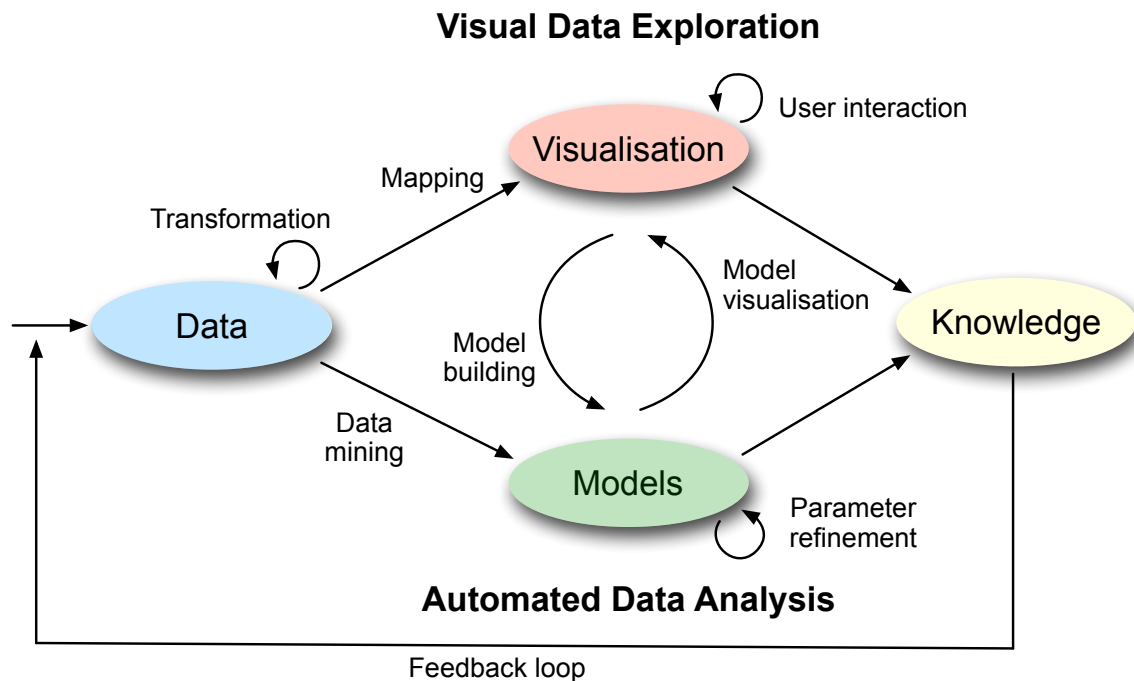 Visual Data Exploration
User interaction
Visualisation
Mapping
Transformation
Model
visualisation
Data
Knowledge
Model
building
Data
mining
Models
Parameter
refinement
Automated Data Analysis
Feedback loop